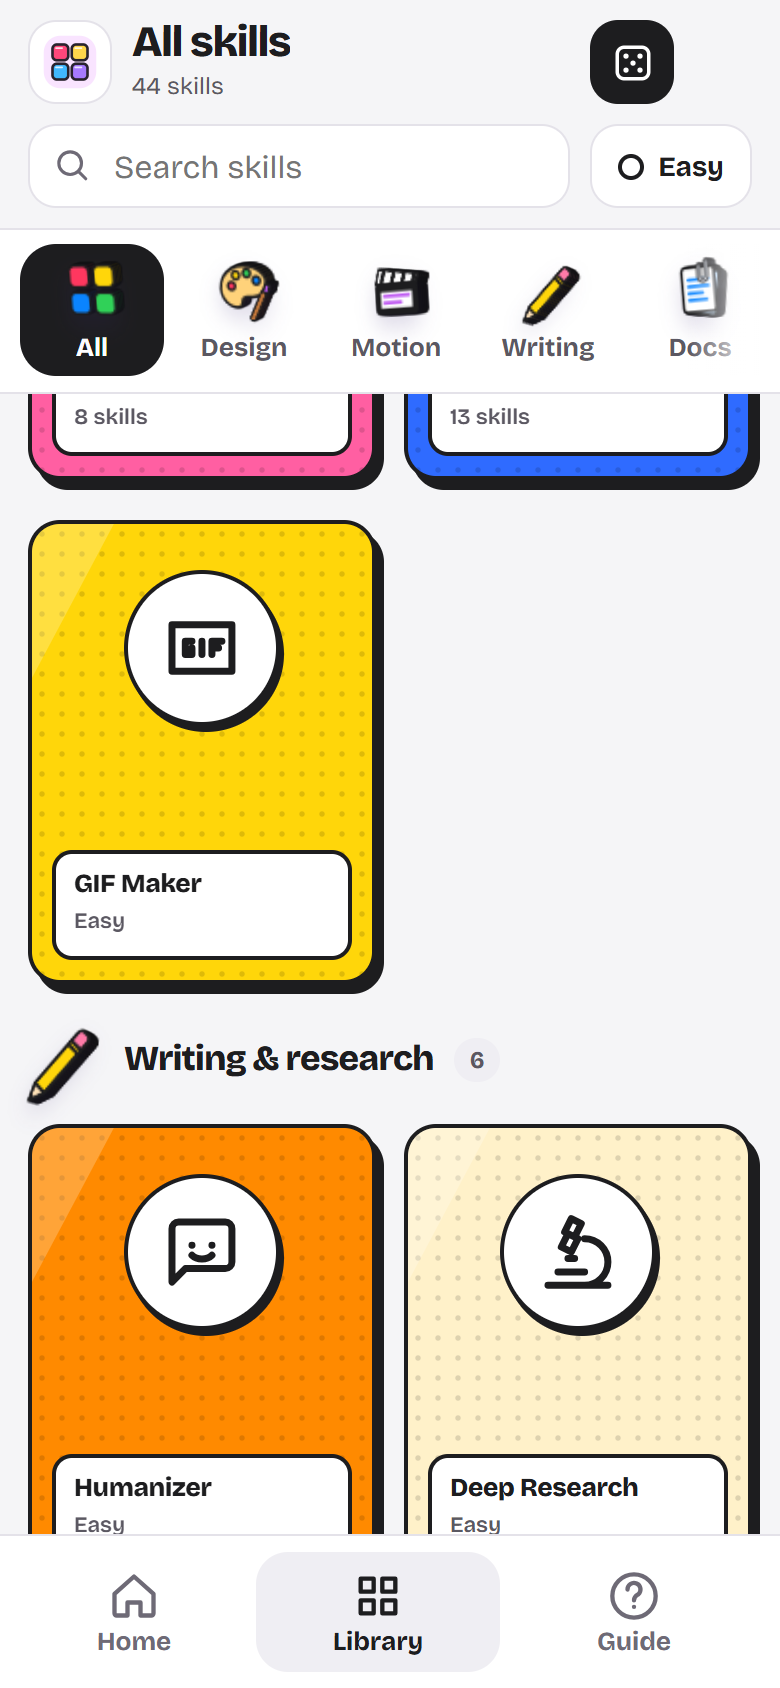 All skills
44 skills
Search skills
Easy
All
Design
Motion
Writing
Docs
8 skills
13 skills
GIF
GIF Maker
Easy
Writing & research
6
Humanizer
Easy
Deep Research
Easy
Home
Library
Guide